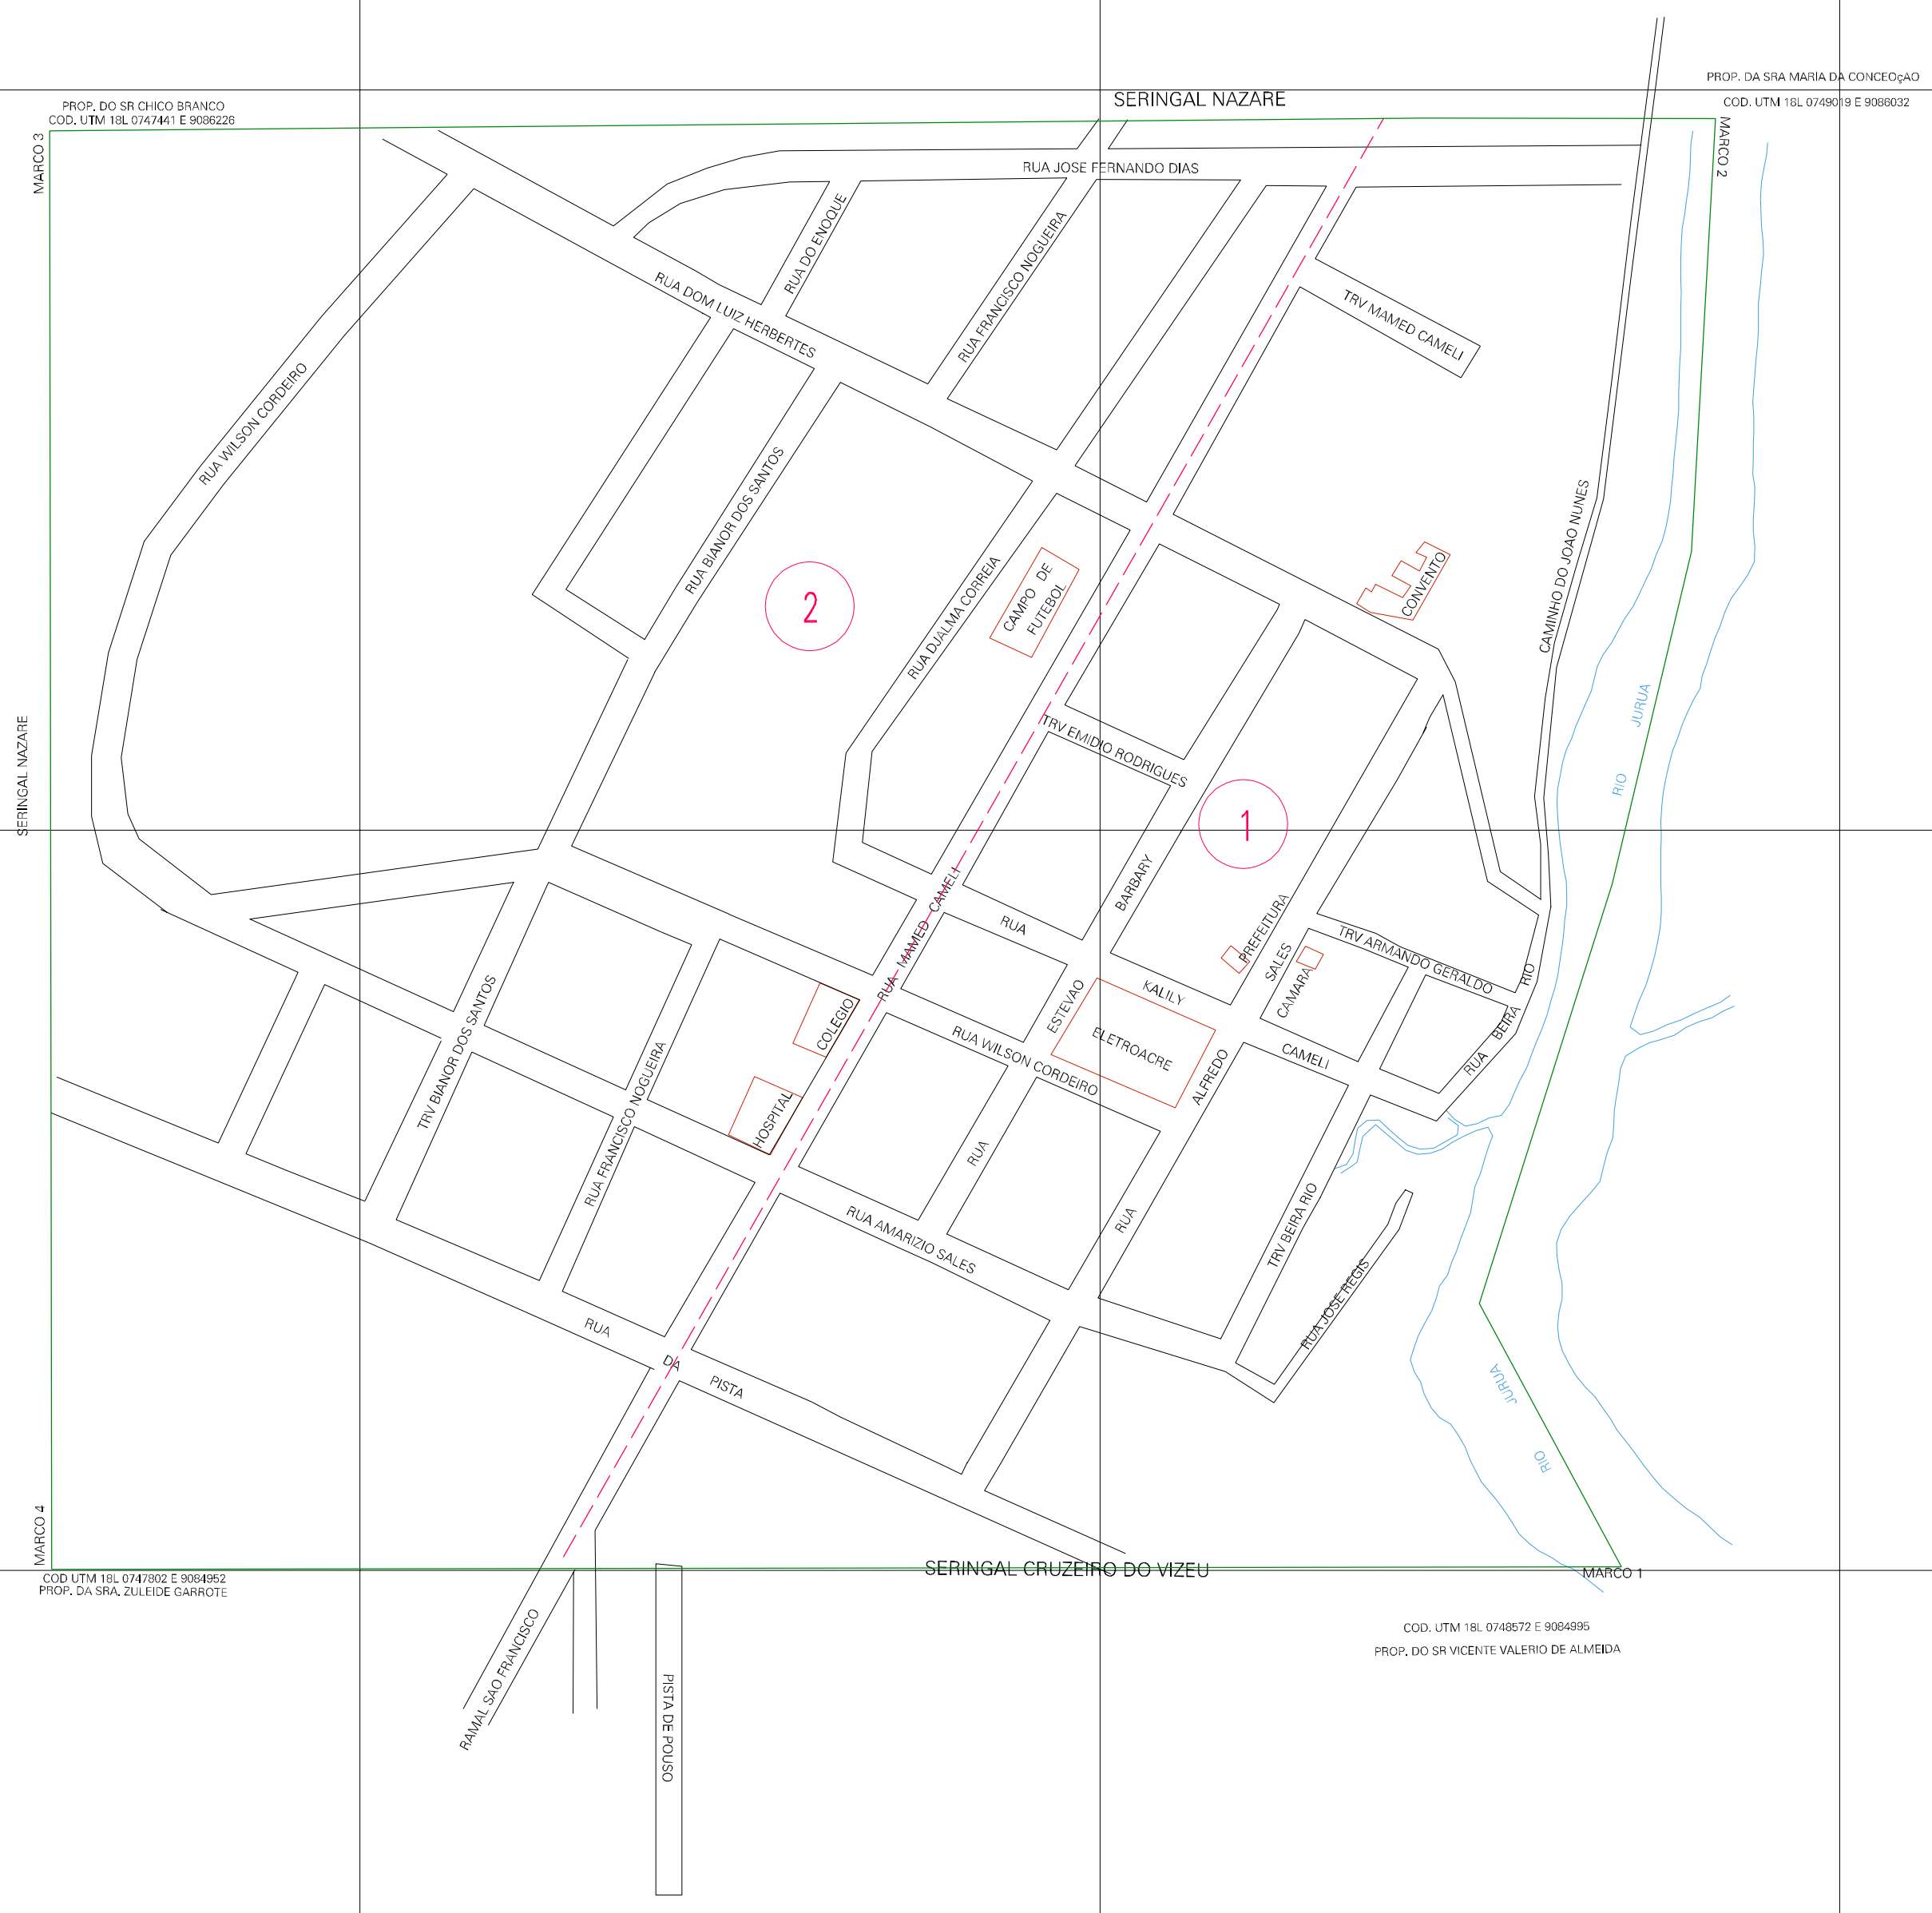 PROP. DA SRA MARIA DA CONCEOçAO
COD. UTM 18L 0749019 E 9086032
PROP. DO SR CHICO BRANCO
COD. UTM 18L 0747441 E 9086226
SERINGAL NAZARE
MARCO 3
MARCO 2
RUA JOSE FERNANDO DIAS
RUA DO ENOQUE
RUA FRANCISCO NOGUEIRA
RUA DOM LUIZ HERBERTES
TRV MAMED CAMELI
RUA WILSON CORDEIRO
RUA BIANOR DOS SANTOS
CAMINHO DO JOAO NUNES
CONVENTO
CAMPO DE
FUTEBOL
RUA DJALMA CORREIA
2
RIO JURUA
TRV EMIDIO RODRIGUES
SERINGAL NAZARE
1
BARBARY
RUA MAMED CAMELI
RUA
PREFEITURA
SALES
CAMARA
TRV ARMANDO GERALDO
KALILY
ESTEVAO
RUA BEIRA RIO
COLEGIO
RUA WILSON CORDEIRO
ELETROACRE
CAMELI
ALFREDO
TRV BIANOR DOS SANTOS
RUA FRANCISCO NOGUEIRA
HOSPITAL
RUA
RUA
RUA AMARIZIO SALES
TRV BEIRA RIO
RUA JOSE REGIS
RUA DA PISTA
JURUA
RIO
MARCO 4
SERINGAL CRUZEIRO DO VIZEU
MARCO 1
COD UTM 18L 0747802 E 9084952
PROP. DA SRA. ZULEIDE GARROTE
COD. UTM 18L 0748572 E 9084995
PROP. DO SR VICENTE VALERIO DE ALMEIDA
RAMAL SAO FRANCISCO
PISTA DE POUSO